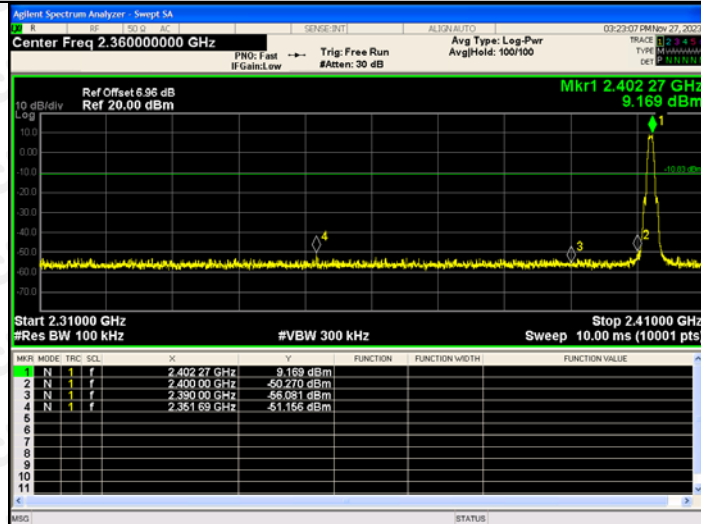 Agilent Spectrum Analyzer - Swept SA
R RF 50 Ω AC SENSE:INT ALIGN AUTO 03:23:07 PM Nov 27, 2023
Center Freq 2.360000000 GHz
PNO: Fast
IFGain:Low
Trig: Free Run
#Atten: 30 dB
Avg Type: Log-Pwr
Avg|Hold: 100/100
TRACE 1 2 3 4 5
TYPE M
DET P N N N N
Mkr1 2.402 27 GHz
9.169 dBm
Ref Offset 6.96 dB
10 dB/div Ref 20.00 dBm
Log
1
10.0
0.00
-10.0
-10.83 dBm
-20.0
-30.0
-40.0
4
3
2
-50.0
-60.0
-70.0
Start 2.31000 GHz Stop 2.41000 GHz
#Res BW 100 kHz #VBW 300 kHz Sweep 10.00 ms (10001 pts)
MKR MODE TRC SCL X Y FUNCTION FUNCTION WIDTH FUNCTION VALUE
1 N 1 f 2.402 27 GHz 9.169 dBm
2 N 1 f 2.400 00 GHz -50.270 dBm
3 N 1 f 2.390 00 GHz -56.081 dBm
4 N 1 f 2.351 69 GHz -51.156 dBm
5
6
7
8
9
10
11
MSG STATUS